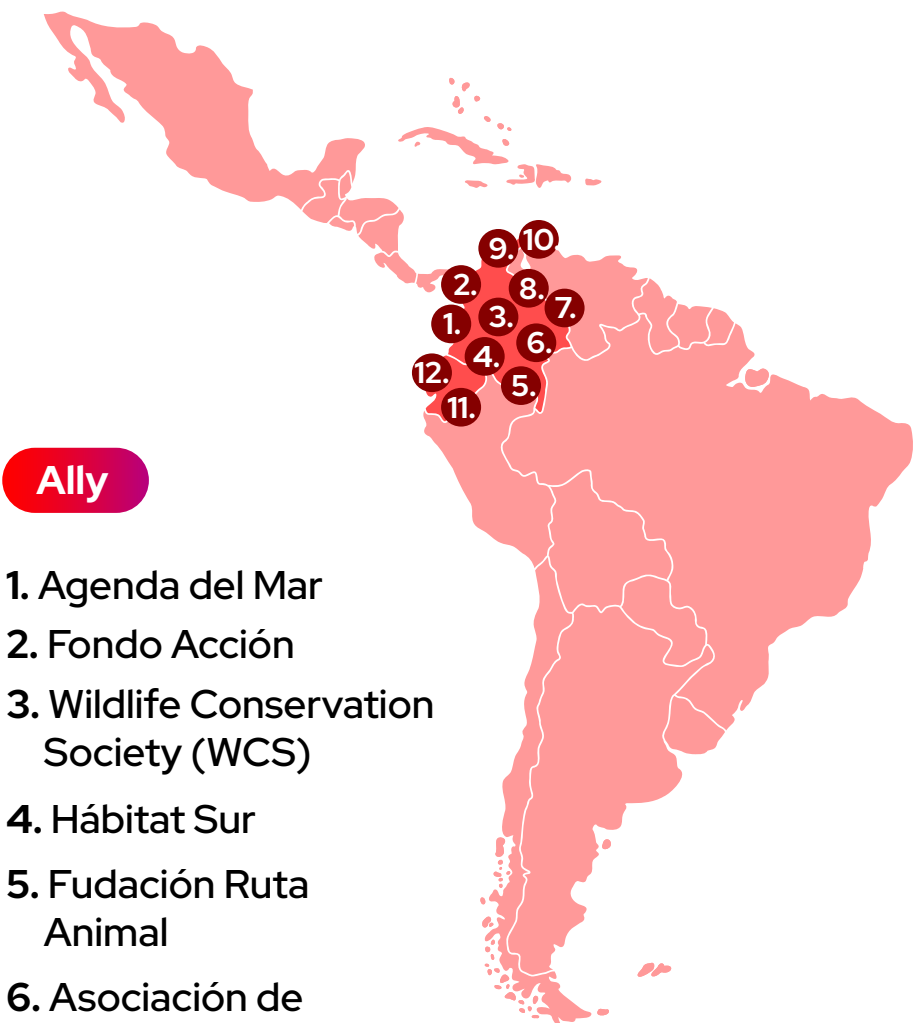 9.
10.
2.
8.
7.
1.
3.
6.
4.
12.
5.
11.
Ally
1. Agenda del Mar
2. Fondo Acción
3. Wildlife Conservation
Society (WCS)
4. Hábitat Sur
5. Fudación Ruta
Animal
6. Asociación de